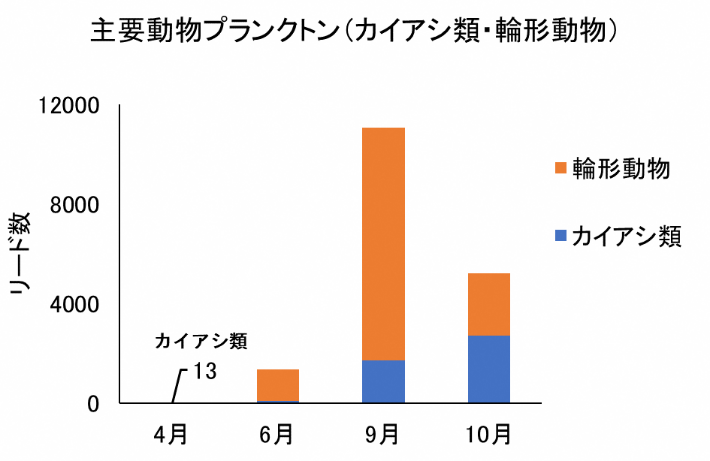 主要動物プランクトン（カイアシ類・輪形動物）
12000
8000
4000
0
リード数
カイアシ類
13
4月
6月
9月
10月
輪形動物
カイアシ類